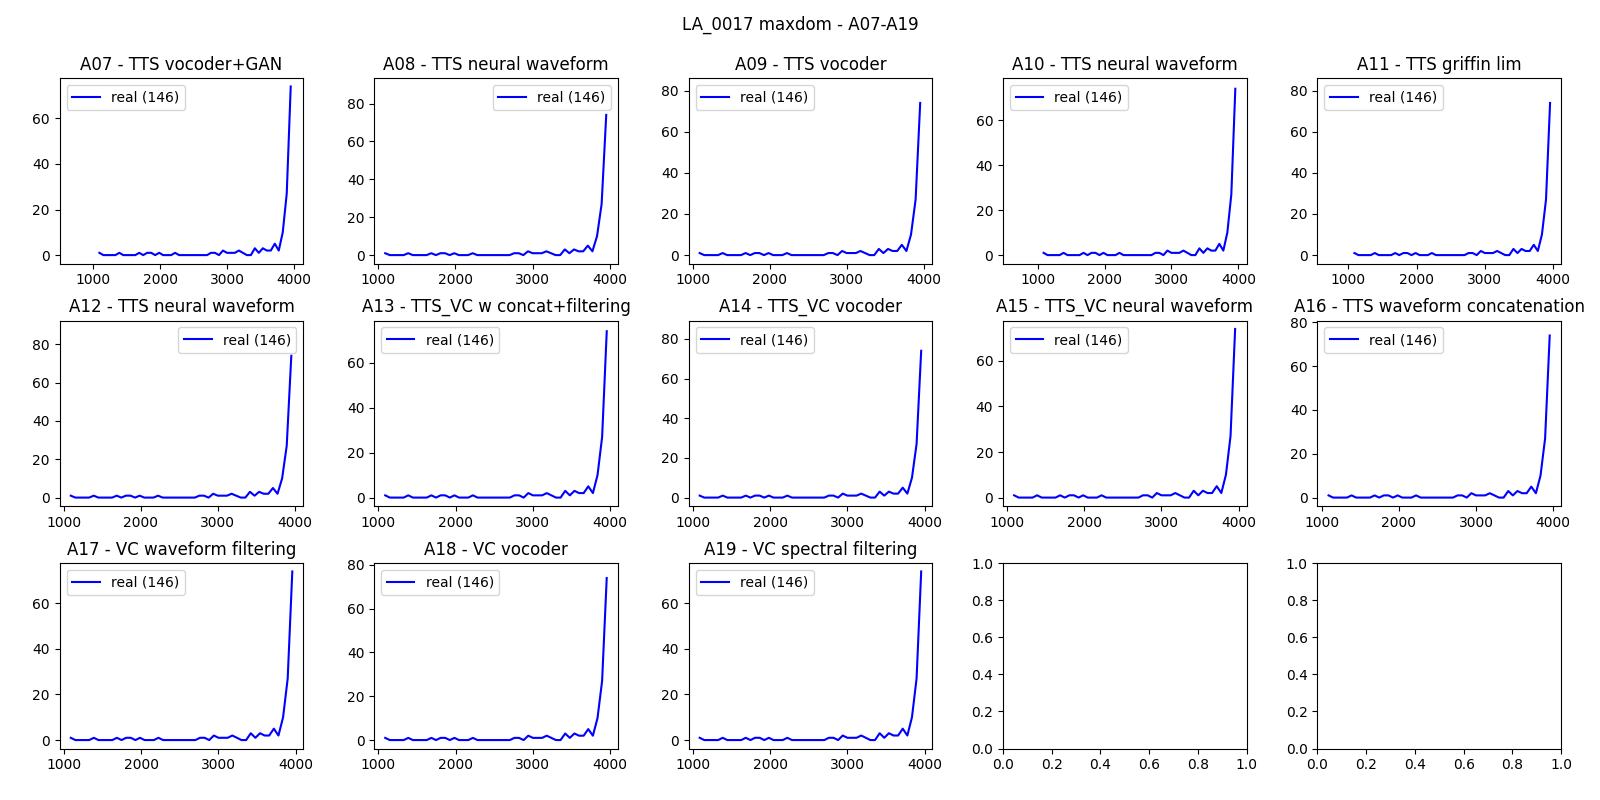 LA_0017 maxdom - A07-A19
A07 - TTS vocoder+GAN
A08 - TTS neural waveform
A09 - TTS vocoder
A10 - TTS neural waveform
A11 - TTS griffin lim
real (146)
real (146)
real (146)
real (146)
real (146)
60
40
20
0
80
60
40
20
0
80
60
40
20
0
60
40
20
0
80
60
40
20
0
1000 2000 3000 4000
1000 2000 3000 4000
1000 2000 3000 4000
1000 2000 3000 4000
1000 2000 3000 4000
A12 - TTS neural waveform
A13 - TTS_VC w concat+filtering
A14 - TTS_VC vocoder
A15 - TTS_VC neural waveform
A16 - TTS waveform concatenation
real (146)
real (146)
real (146)
real (146)
real (146)
80
60
40
20
0
60
40
20
0
80
60
40
20
0
60
40
20
0
80
60
40
20
0
1000 2000 3000 4000
1000 2000 3000 4000
1000 2000 3000 4000
1000 2000 3000 4000
1000 2000 3000 4000
A17 - VC waveform filtering
A18 - VC vocoder
A19 - VC spectral filtering
real (146)
real (146)
real (146)
60
40
20
0
80
60
40
20
0
60
40
20
0
1.0
0.8
0.6
0.4
0.2
0.0
1.0
0.8
0.6
0.4
0.2
0.0
1000 2000 3000 4000
1000 2000 3000 4000
1000 2000 3000 4000
0.0 0.2 0.4 0.6 0.8 1.0
0.0 0.2 0.4 0.6 0.8 1.0